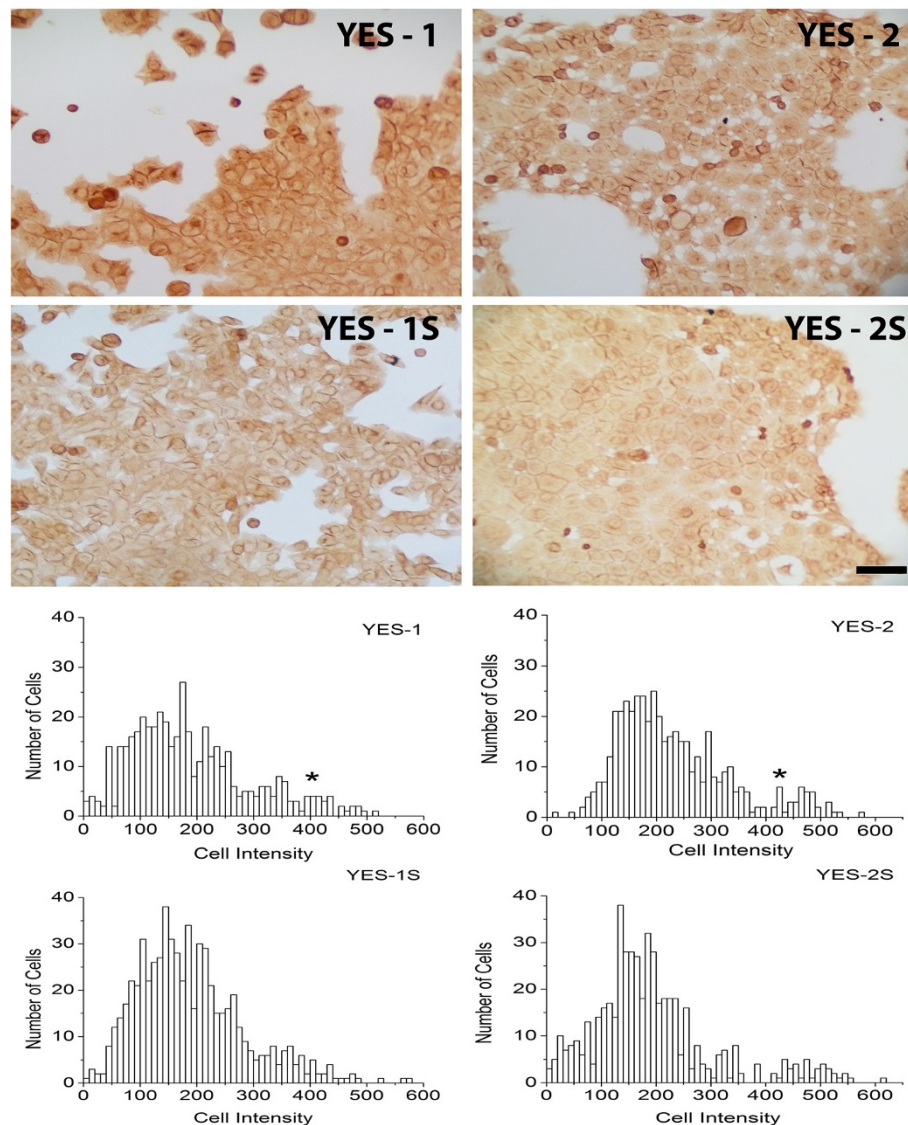 YES - 1
YES - 2
YES - 1S
YES - 2S
YES-1
Number of Cells
40
30
20
10
0
*
0 100 200 300 400 500 600
Cell Intensity
YES-2
Number of Cells
40
30
20
10
0
*
0 100 200 300 400 500 600
Cell Intensity
YES-1S
Number of Cells
40
30
20
10
0
0 100 200 300 400 500 600
Cell Intensity
YES-2S
Number of Cells
40
30
20
10
0
0 100 200 300 400 500 600
Cell Intensity